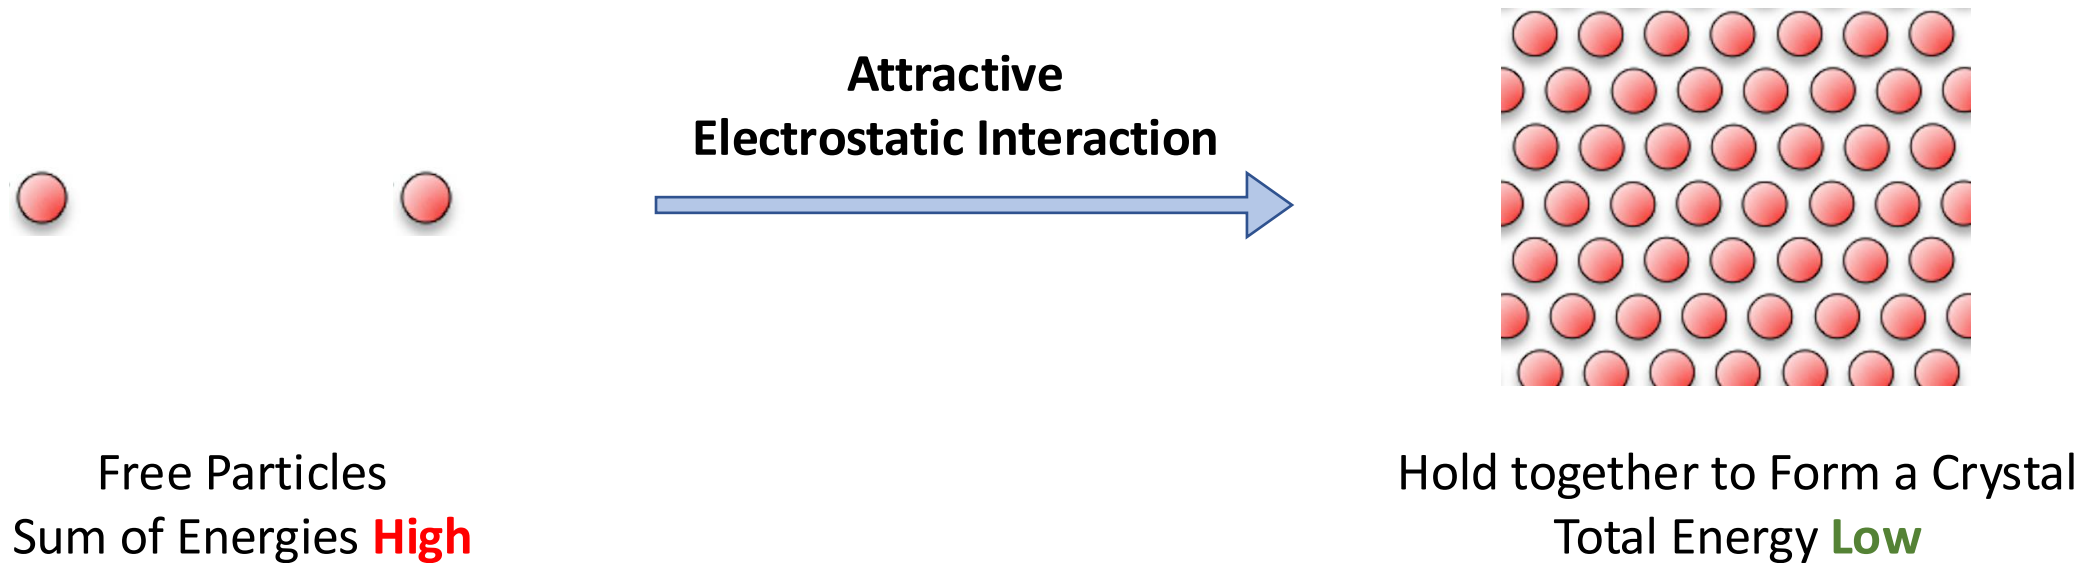 Attractive
Electrostatic Interaction
Free Particles
Sum of Energies High
Hold together to Form a Crystal
Total Energy Low